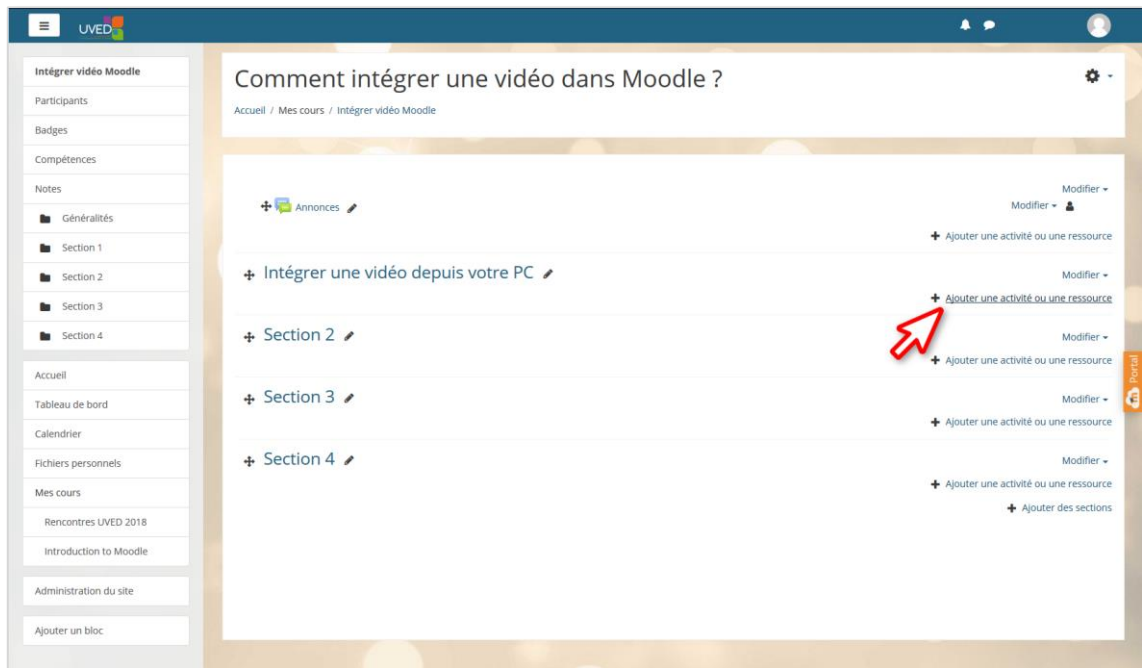 UVED
Intégrer vidéo Moodle
Participants
Badges
Compétences
Notes
Généralités
Section 1
Section 2
Section 3
Section 4
Accueil
Tableau de bord
Calendrier
Fichiers personnels
Mes cours
Rencontres UVED 2018
Introduction to Moodle
Administration du site
Ajouter un bloc
Comment intégrer une vidéo dans Moodle ?
Accueil / Mes cours / Intégrer vidéo Moodle
Modifier
Annonces
Modifier
Ajouter une activité ou une ressource
Intégrer une vidéo depuis votre PC
Modifier
Ajouter une activité ou une ressource
Section 2
Modifier
Ajouter une activité ou une ressource
Section 3
Modifier
Ajouter une activité ou une ressource
Section 4
Modifier
Ajouter une activité ou une ressource
Ajouter des sections
Portal